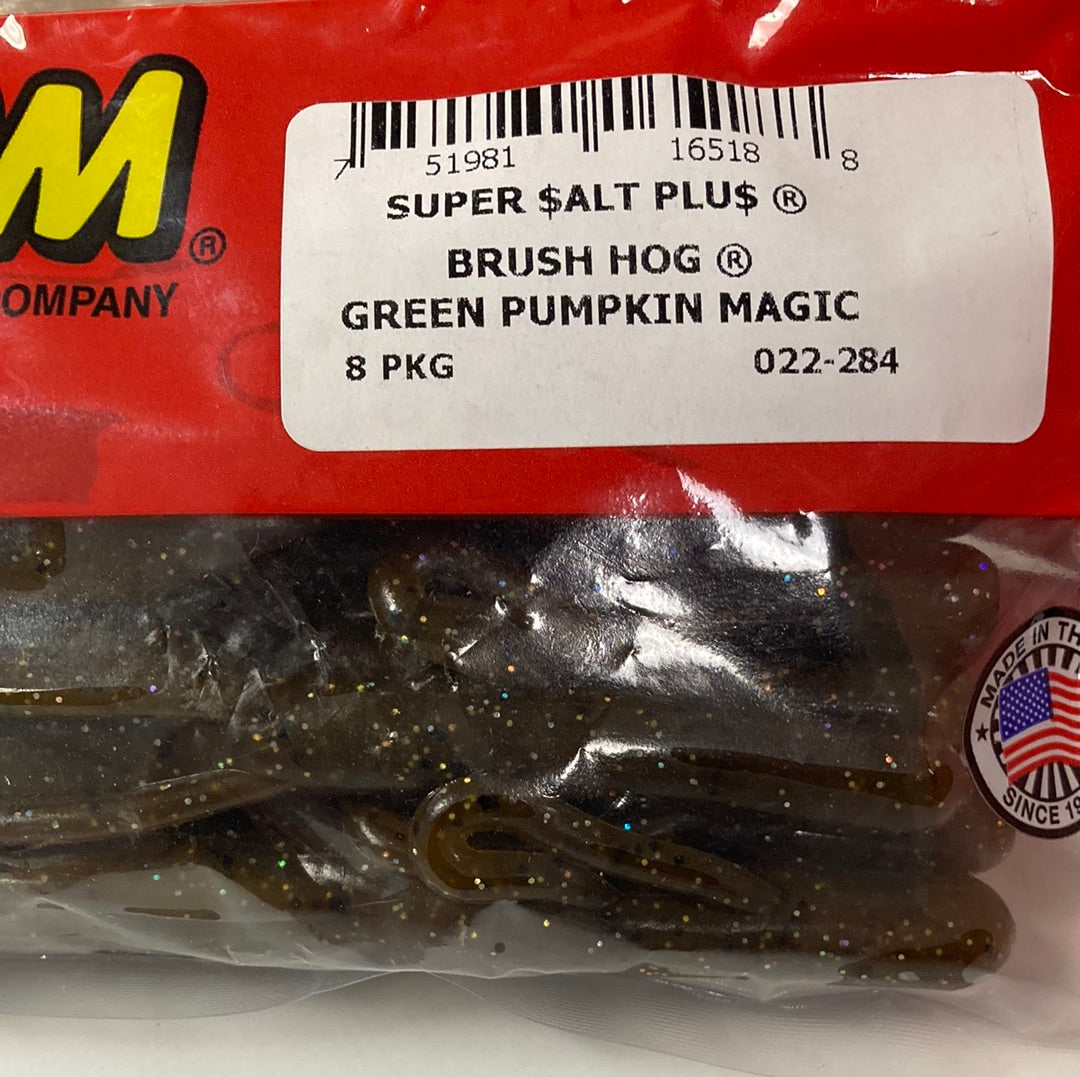 M®
COMPANY
7 51981 16518 8
SUPER $ALT PLU$ ®
BRUSH HOG ®
GREEN PUMPKIN MAGIC
8 PKG 022-284
MADE IN TH
SINCE 19